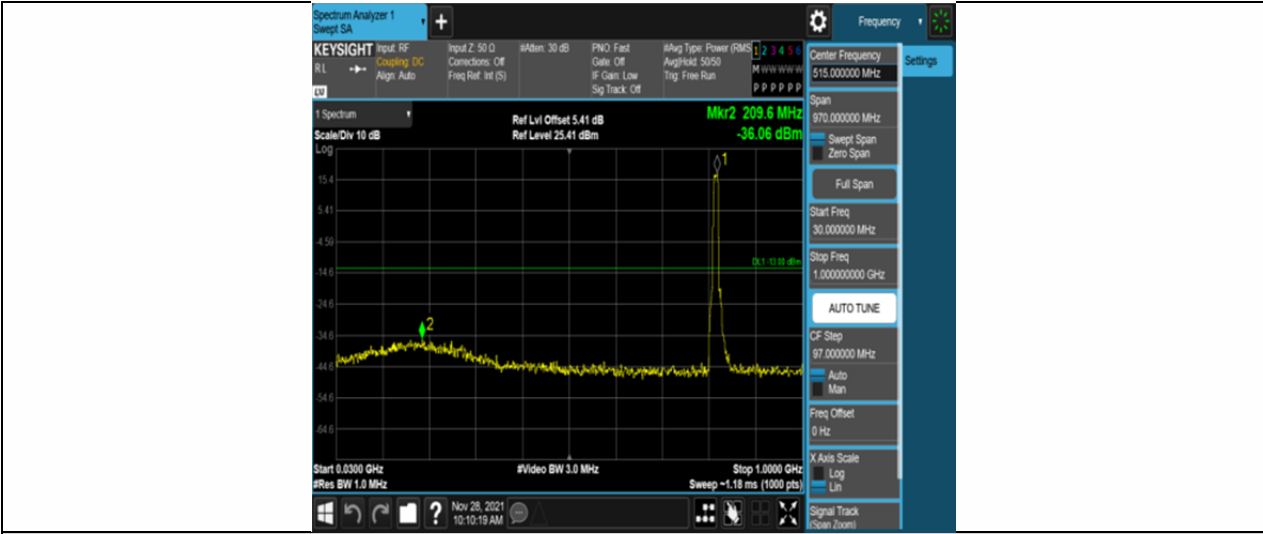 Spectrum Analyzer 1
Swept SA
+
Frequency
KEYSIGHT
Input: RF
Coupling: DC
Align: Auto
Input Z: 50 Ω
Corrections: Off
Freq Ref: Int (S)
#Atten: 30 dB
PNO: Fast
Gate: Off
IF Gain: Low
Sig Track: Off
#Avg Type: Power (RMS
Avg|Hold: 50/50
Trig: Free Run
1 2 3 4 5 6
M W W W W W
P P P P P P
RL
LV
1 Spectrum
Scale/Div 10 dB
Ref Lvl Offset 5.41 dB
Ref Level 25.41 dBm
Mkr2 209.6 MHz
-36.06 dBm
Log
15.4
5.41
-4.59
-14.6
-24.6
-34.6
-44.6
-54.6
-64.6
1
2
DL1 -13.00 dBm
Start 0.0300 GHz
#Res BW 1.0 MHz
#Video BW 3.0 MHz
Stop 1.0000 GHz
Sweep ~1.18 ms (1000 pts)
Center Frequency
515.000000 MHz
Settings
Span
970.000000 MHz
Swept Span
Zero Span
Full Span
Start Freq
30.000000 MHz
Stop Freq
1.000000000 GHz
AUTO TUNE
CF Step
97.000000 MHz
Auto
Man
Freq Offset
0 Hz
X Axis Scale
Log
Lin
Signal Track
(Span Zoom)
?
Nov 28, 2021
10:10:19 AM